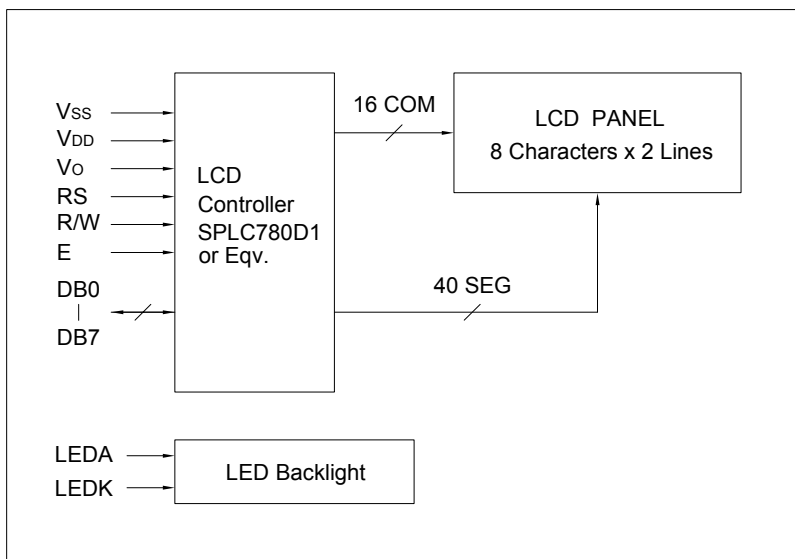 VSS
VDD
VO
RS
R/W
E
DB0
DB7
LCD
Controller
SPLC780D1
or Eqv.
16 COM
40 SEG
LCD PANEL
8 Characters x 2 Lines
LEDA
LEDK
LED Backlight